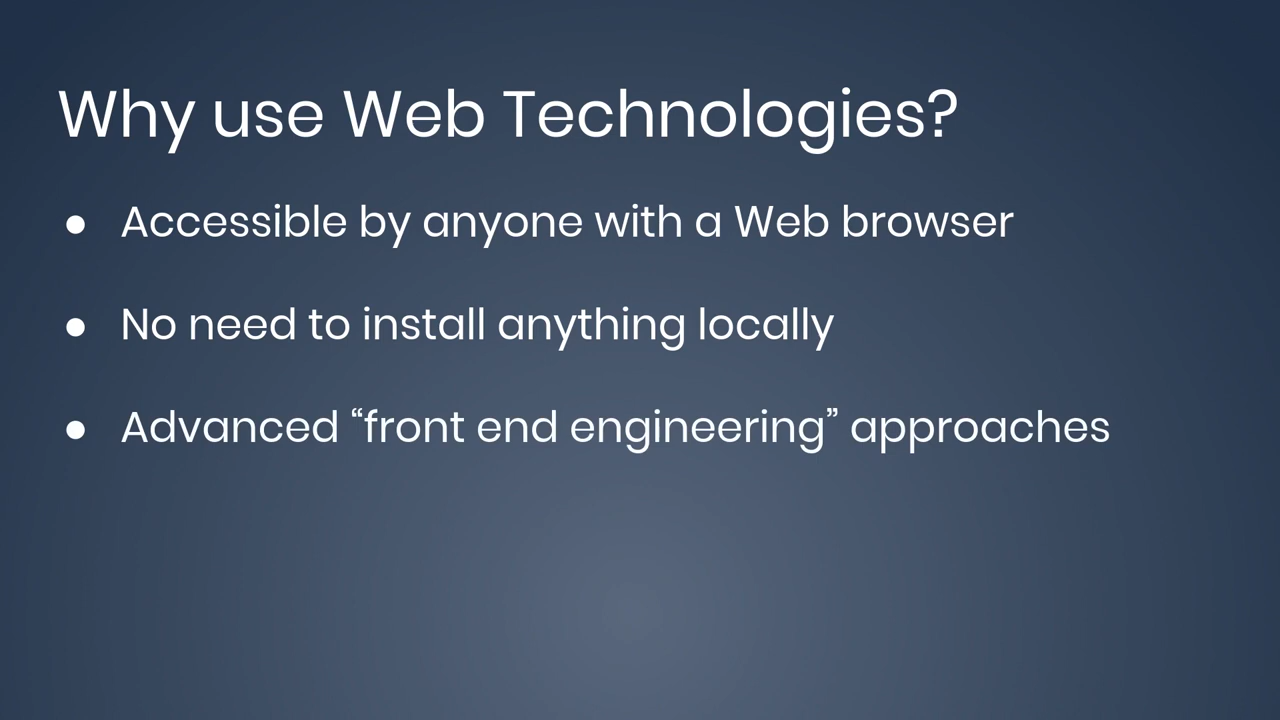 Why use Web Technologies?
● Accessible by anyone with a Web browser
● No need to install anything locally
● Advanced “front end engineering” approaches